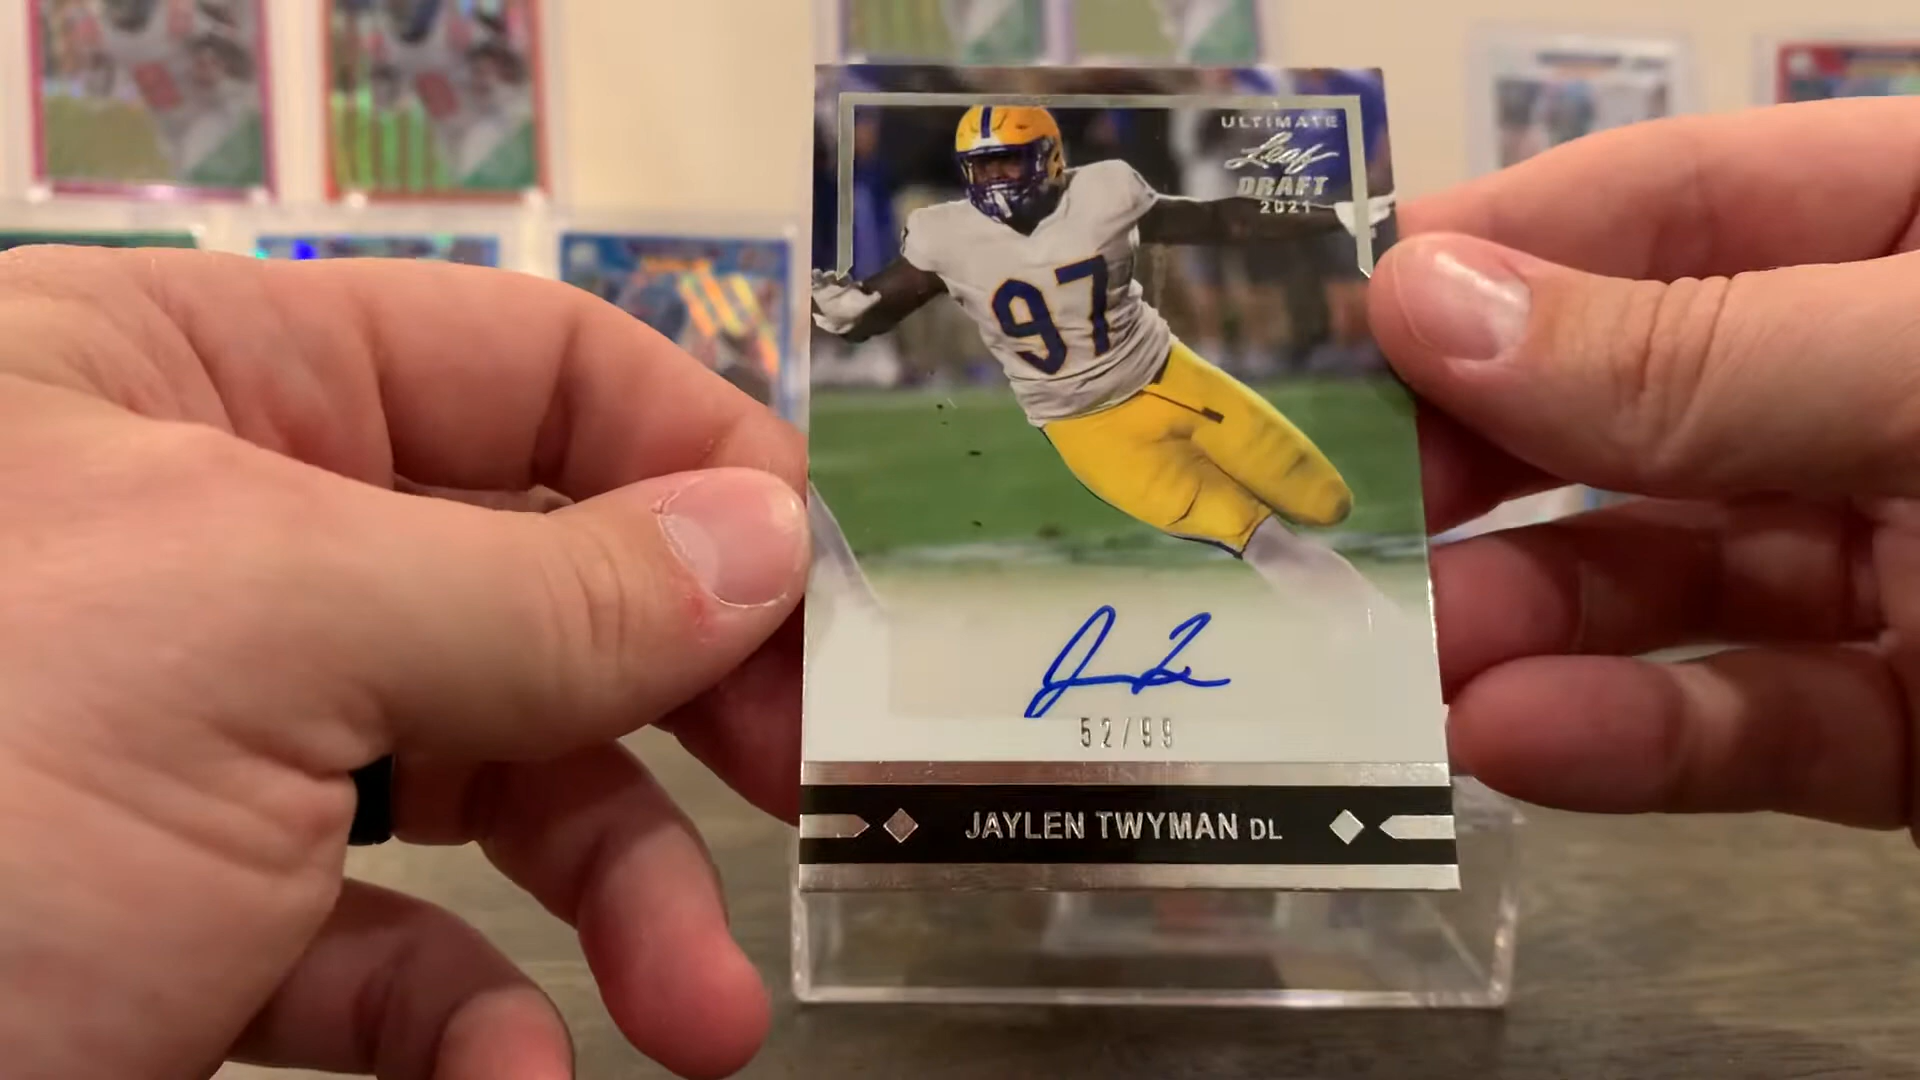 ULTIMATE
Leaf
DRAFT
2021
97
52/99
JAYLEN TWYMAN DL